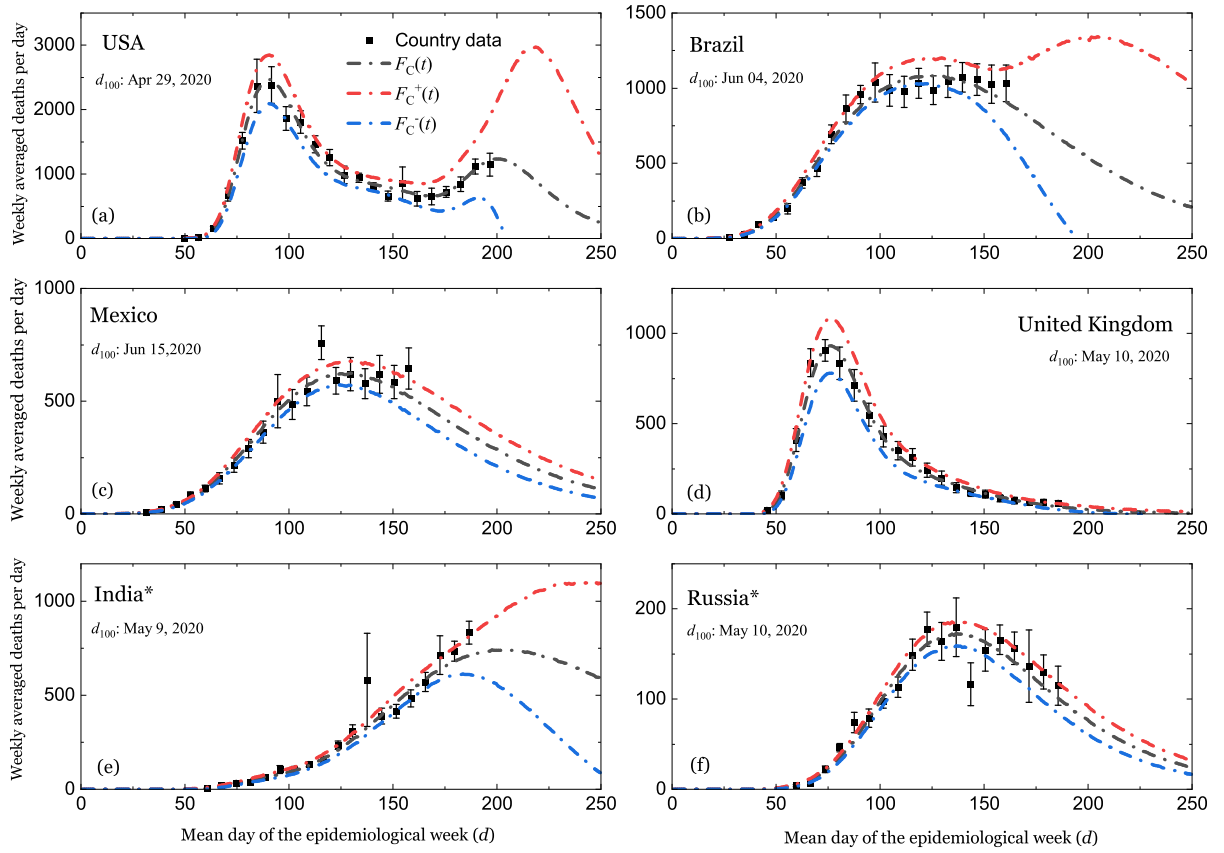 Weekly averaged deaths per day
3000
2000
1000
0
USA
d100: Apr 29, 2020
Country data
FC(t)
FC+(t)
FC-(t)
(a)
0
50
100
150
200
250
1500
1000
500
0
Brazil
d100: Jun 04, 2020
(b)
0
50
100
150
200
250
Weekly averaged deaths per day
1000
500
0
Mexico
d100: Jun 15,2020
(c)
0
50
100
150
200
250
1000
500
0
United Kingdom
d100: May 10, 2020
(d)
0
50
100
150
200
250
Weekly averaged deaths per day
1000
500
0
India*
d100: May 9, 2020
(e)
0
50
100
150
200
250
Mean day of the epidemiological week (d)
200
100
0
Russia*
d100: May 10, 2020
(f)
0
50
100
150
200
250
Mean day of the epidemiological week (d)